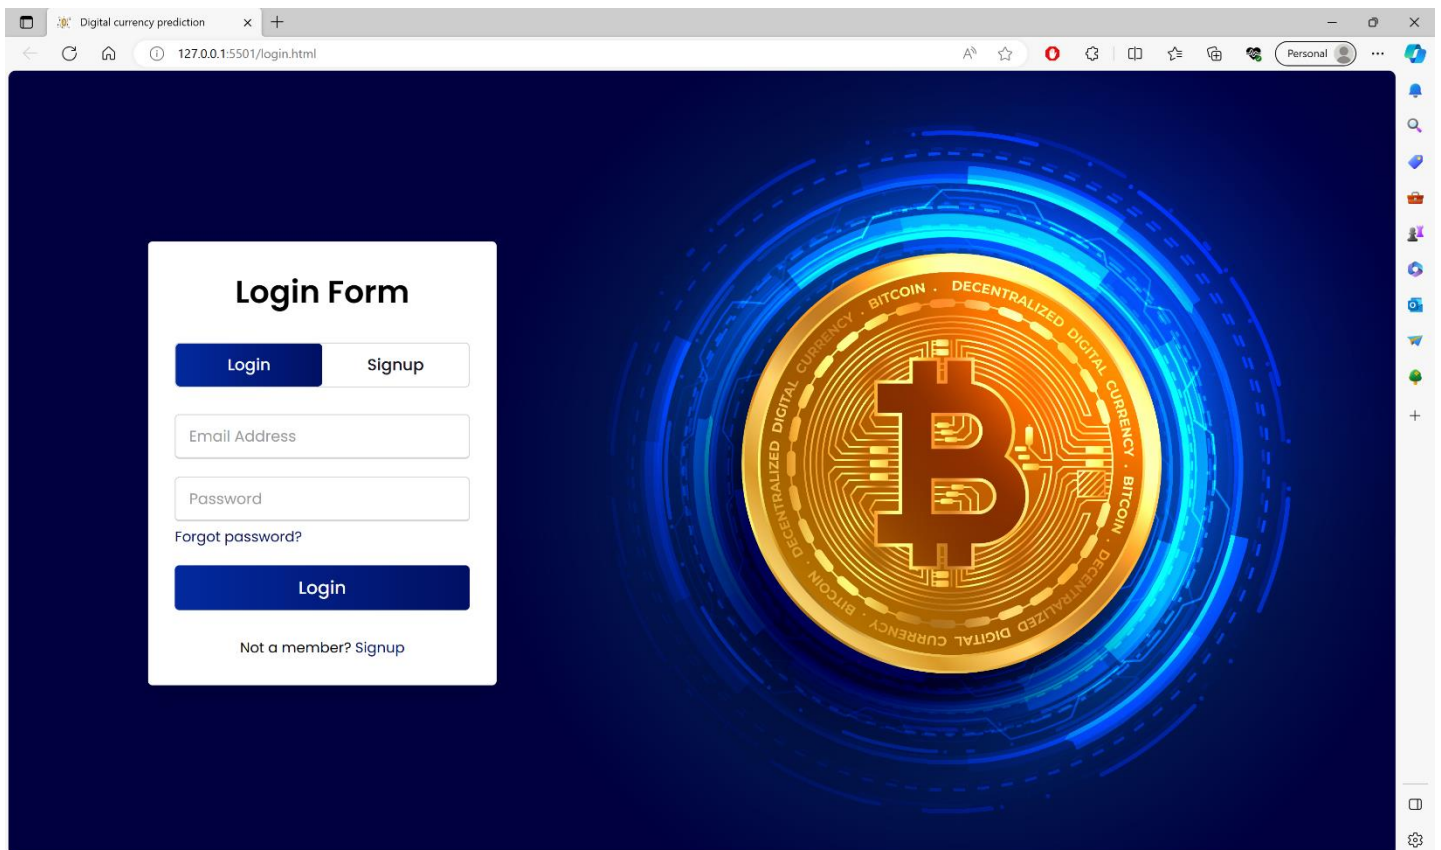 Digital currency prediction
127.0.0.1:5501/login.html
Personal
Login Form
Login
Signup
Email Address
Password
Forgot password?
Login
Not a member? Signup
BITCOIN . DECENTRALIZED DIGITAL CURRENCY . BITCOIN . DECENTRALIZED DIGITAL CURRENCY . BITCOIN . DECENTRALIZED DIGITAL CURRENCY .